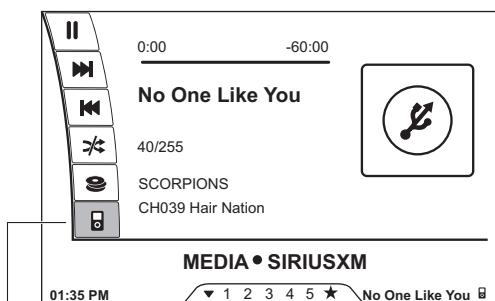 0:00 -60:00
No One Like You
40/255
SCORPIONS
CH039 Hair Nation
MEDIA • SIRIUSXM
01:35 PM ▼ 1 2 3 4 5 ★ No One Like You